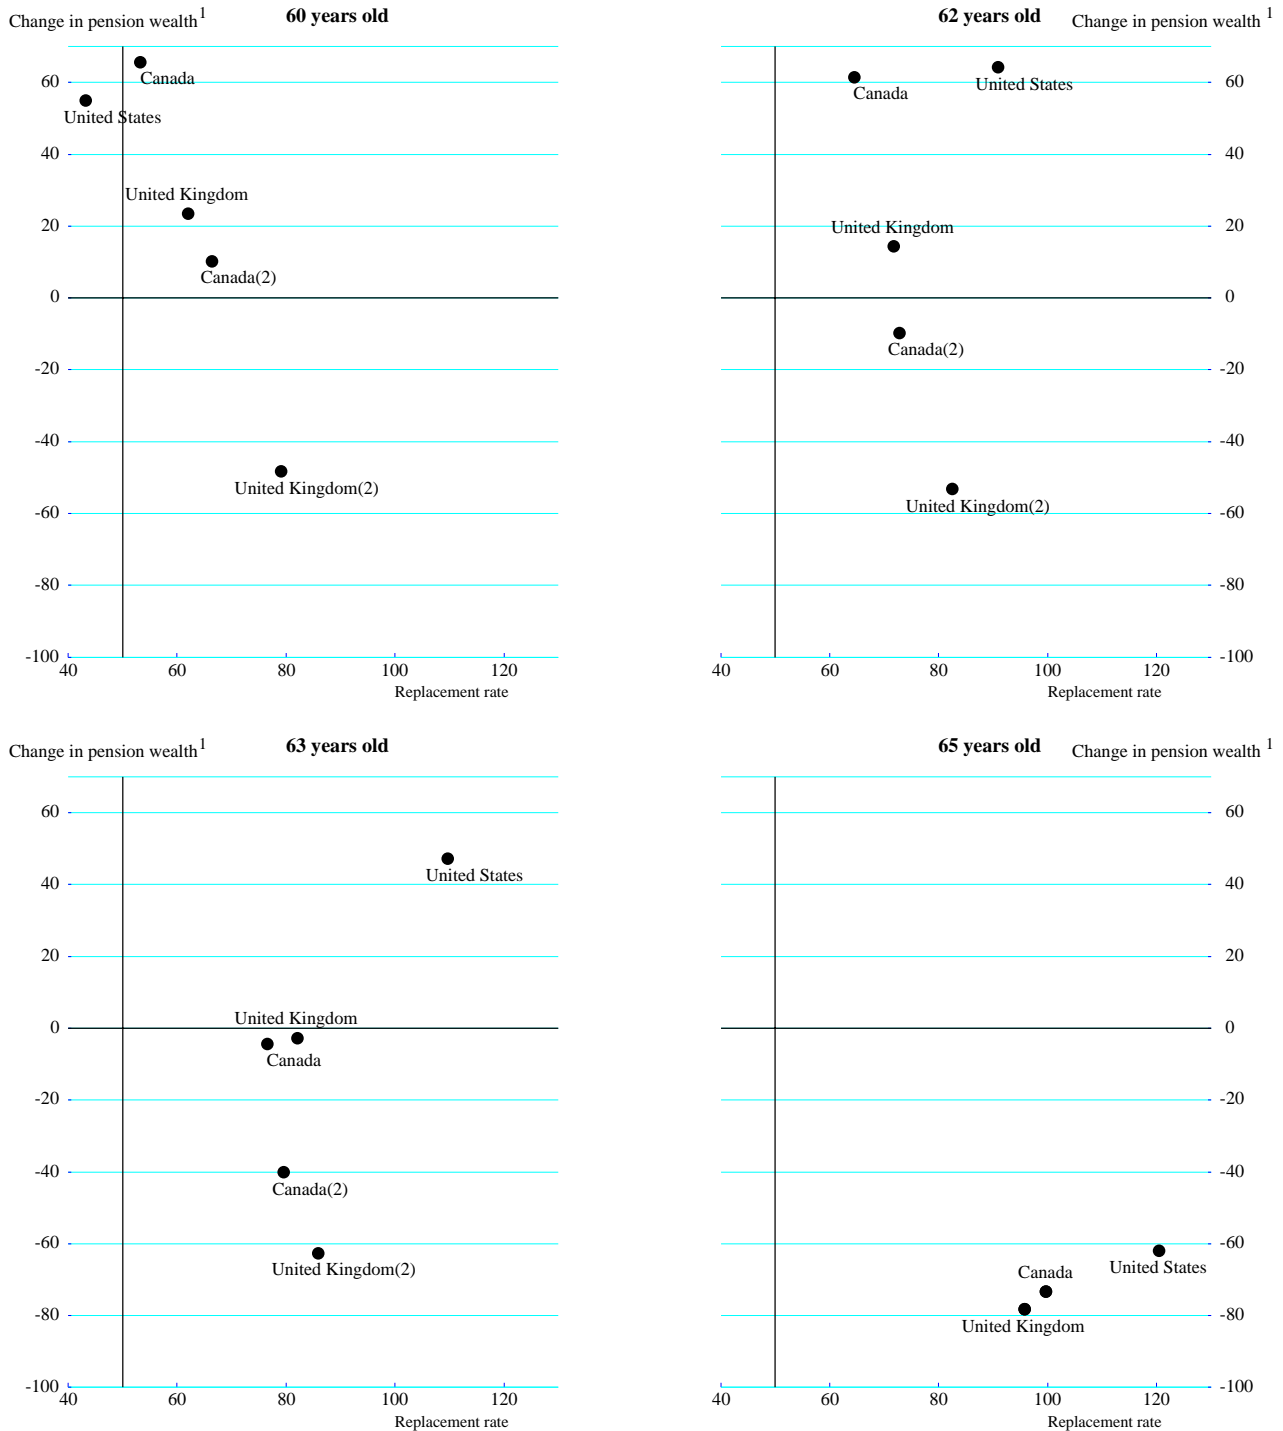 60 years old
Change in pension wealth 1
60
Canada
United States
40
United Kingdom
20
Canada(2)
0
-20
-40
United Kingdom(2)
-60
-80
-100
40 60 80 100 120
Replacement rate
62 years old
Change in pension wealth 1
60
United States
Canada
40
United Kingdom
20
0
Canada(2)
-20
-40
United Kingdom(2)
-60
-80
-100
40 60 80 100 120
Replacement rate
63 years old
Change in pension wealth 1
60
40
United States
20
United Kingdom
0
Canada
-20
-40
Canada(2)
-60
United Kingdom(2)
-80
-100
40 60 80 100 120
Replacement rate
65 years old
Change in pension wealth 1
60
40
20
0
-20
-40
-60
United States
Canada
-80
United Kingdom
-100
40 60 80 100 120
Replacement rate